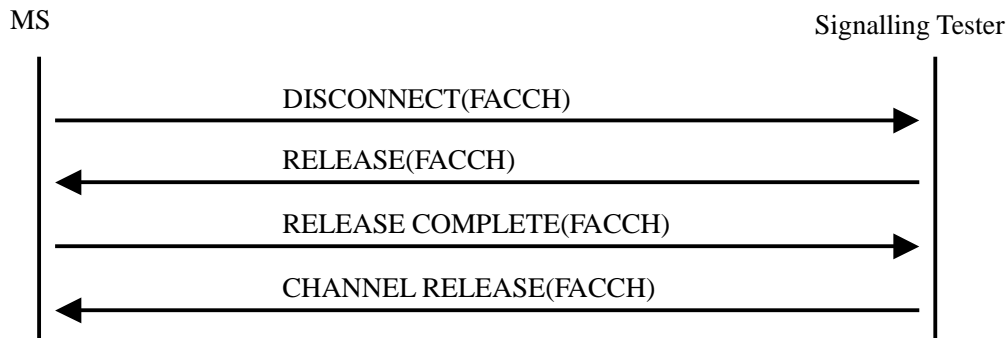 MS
Signalling Tester
DISCONNECT(FACCH)
RELEASE(FACCH)
RELEASE COMPLETE(FACCH)
CHANNEL RELEASE(FACCH)